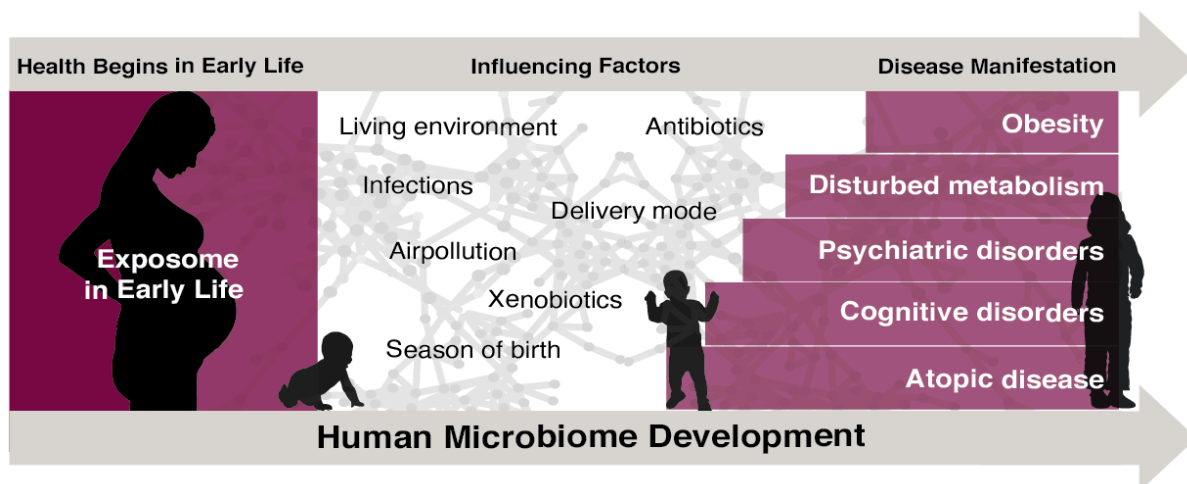 Health Begins in Early Life
Influencing Factors
Disease Manifestation
Exposome
in Early Life
Living environment
Antibiotics
Infections
Delivery mode
Airpollution
Xenobiotics
Season of birth
Obesity
Disturbed metabolism
Psychiatric disorders
Cognitive disorders
Atopic disease
Human Microbiome Development